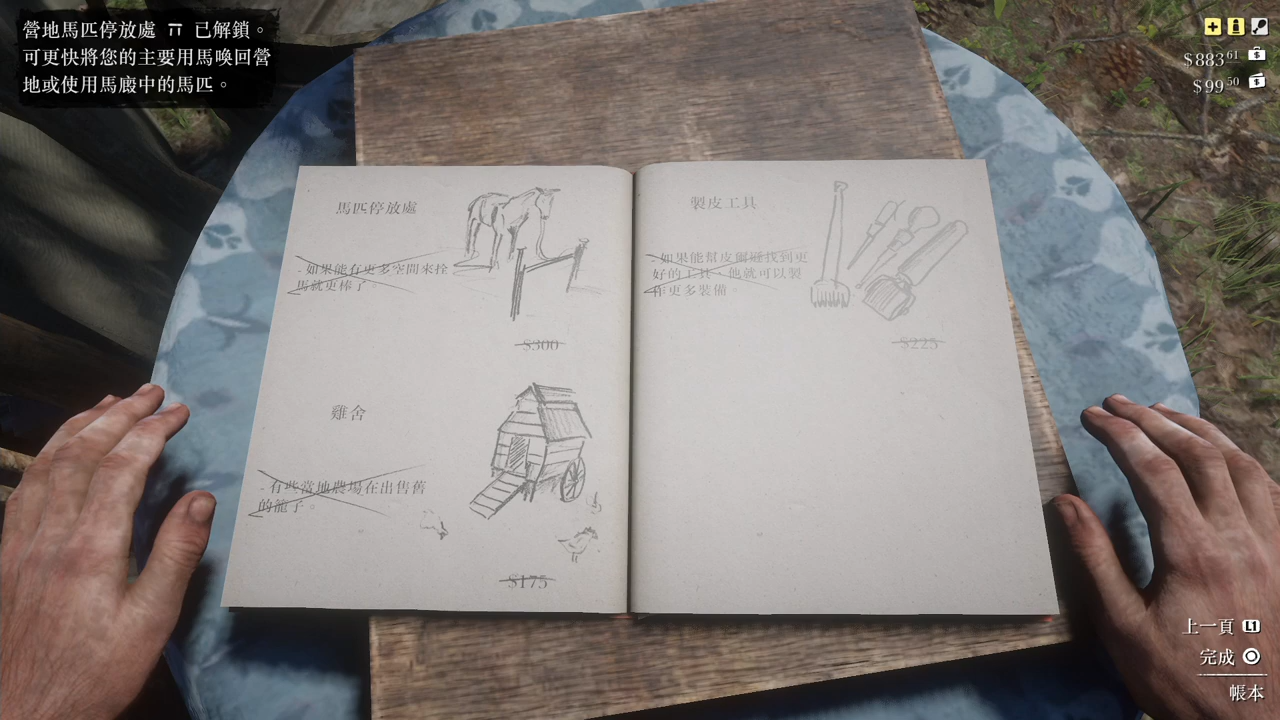 營地馬匹停放處 已解鎖。
可更快將您的主要用馬喚回營
地或使用馬廄中的馬匹。
$883 61
$99 50
馬匹停放處
-如果能有更多空間來拴
馬就更棒了。
$300
雞舍
-有些當地農場在出售舊
的籠子。
$175
製皮工具
-如果能幫皮爾遜找到更
好的工具,他就可以製
作更多裝備。
$225
上一頁 L1
完成
帳本